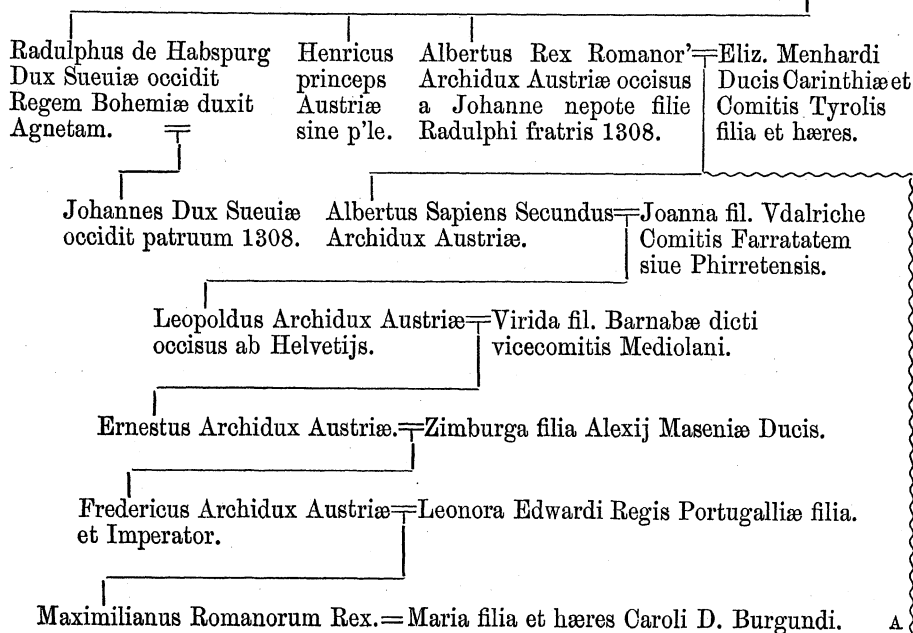 Radulphus de Habspurg
Dux Sueuiæ occidit
Regem Bohemiæ duxit
Agnetam.
Henricus
princeps
Austriæ
sine p'le.
Albertus Rex Romanor'
Archidux Austriæ occisus
a Johanne nepote filie
Radulphi fratris 1308.
Eliz. Menhardi
Ducis Carinthiæ et
Comitis Tyrolis
filia et hæres.
Johannes Dux Sueuiæ
occidit patruum 1308.
Albertus Sapiens Secundus
Archidux Austriæ.
Joanna fil. Vdalriche
Comitis Farratatem
siue Phirretensis.
Leopoldus Archidux Austriæ
occisus ab Helvetijs.
Virida fil. Barnabæ dicti
vicecomitis Mediolani.
Ernestus Archidux Austriæ.
Zimburga filia Alexij Maseniæ Ducis.
Fredericus Archidux Austriæ
et Imperator.
Leonora Edwardi Regis Portugalliæ filia.
Maximilianus Romanorum Rex. = Maria filia et hæres Caroli D. Burgundi.
A